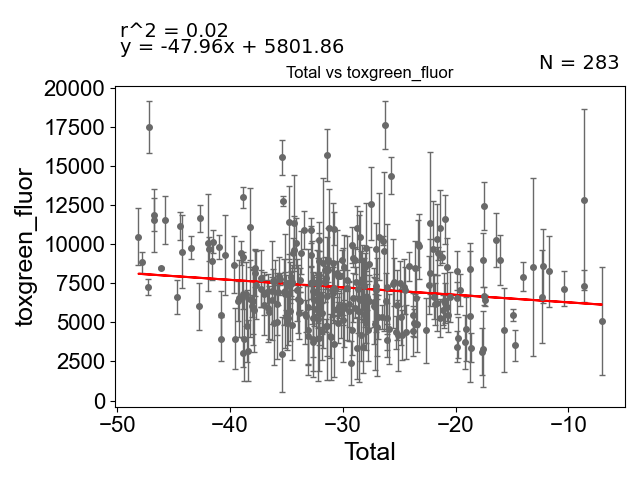 r^2 = 0.02
y = -47.96x + 5801.86
N = 283
Total vs toxgreen_fluor
20000
17500
15000
12500
10000
7500
5000
2500
0
toxgreen_fluor
−50
−40
−30
−20
−10
Total